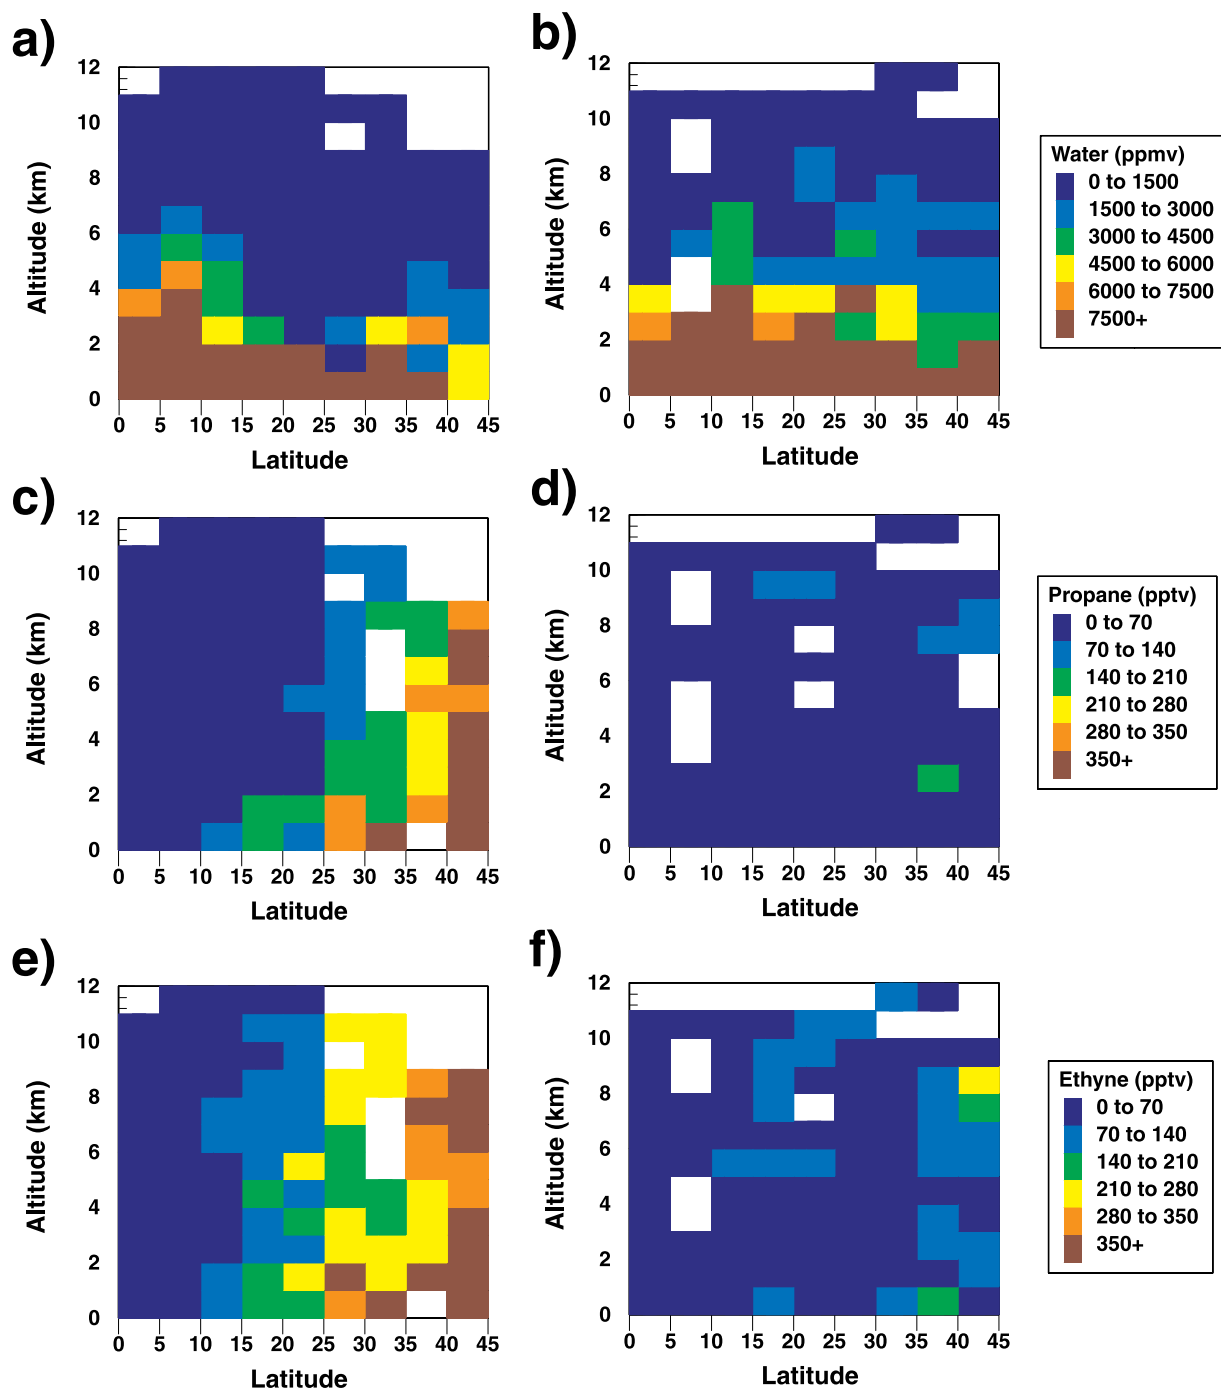 a)
12
10
8
6
4
2
0
Altitude (km)
0 5 10 15 20 25 30 35 40 45
Latitude
b)
12
10
8
6
4
2
0
Altitude (km)
0 5 10 15 20 25 30 35 40 45
Latitude
Water (ppmv)
0 to 1500
1500 to 3000
3000 to 4500
4500 to 6000
6000 to 7500
7500+
c)
12
10
8
6
4
2
0
Altitude (km)
0 5 10 15 20 25 30 35 40 45
Latitude
d)
12
10
8
6
4
2
0
Altitude (km)
0 5 10 15 20 25 30 35 40 45
Latitude
Propane (pptv)
0 to 70
70 to 140
140 to 210
210 to 280
280 to 350
350+
e)
12
10
8
6
4
2
0
Altitude (km)
0 5 10 15 20 25 30 35 40 45
Latitude
f)
12
10
8
6
4
2
0
Altitude (km)
0 5 10 15 20 25 30 35 40 45
Latitude
Ethyne (pptv)
0 to 70
70 to 140
140 to 210
210 to 280
280 to 350
350+